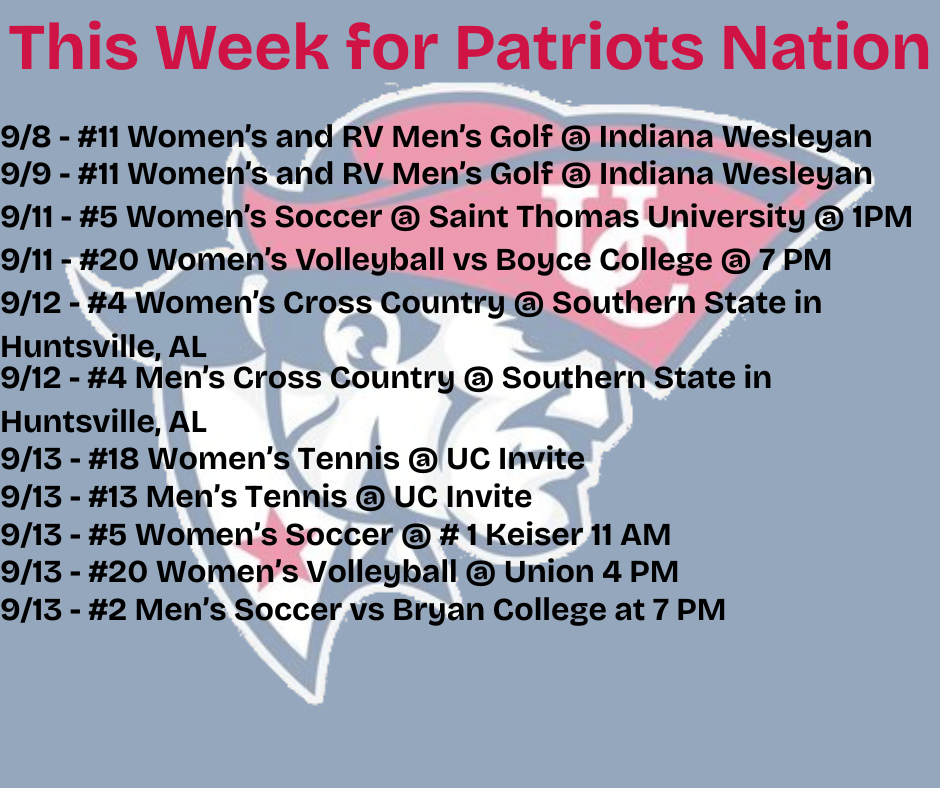 This Week for Patriots Nation
9/8 - #11 Women's and RV Men's Golf @ Indiana Wesleyan
9/9 - #11 Women's and RV Men's Golf @ Indiana Wesleyan
9/11 - #5 Women's Soccer @ Saint Thomas University @ 1PM
9/11 - #20 Women's Volleyball vs Boyce College @ 7 PM
9/12 - #4 Women's Cross Country @ Southern State in
Huntsville, AL
9/12 - #4 Men's Cross Country @ Southern State in
Huntsville, AL
9/13 - #18 Women's Tennis @ UC Invite
9/13 - #13 Men's Tennis @ UC Invite
9/13 - #5 Women's Soccer @ # 1 Keiser 11 AM
9/13 - #20 Women's Volleyball @ Union 4 PM
9/13 - #2 Men's Soccer vs Bryan College at 7 PM
UC